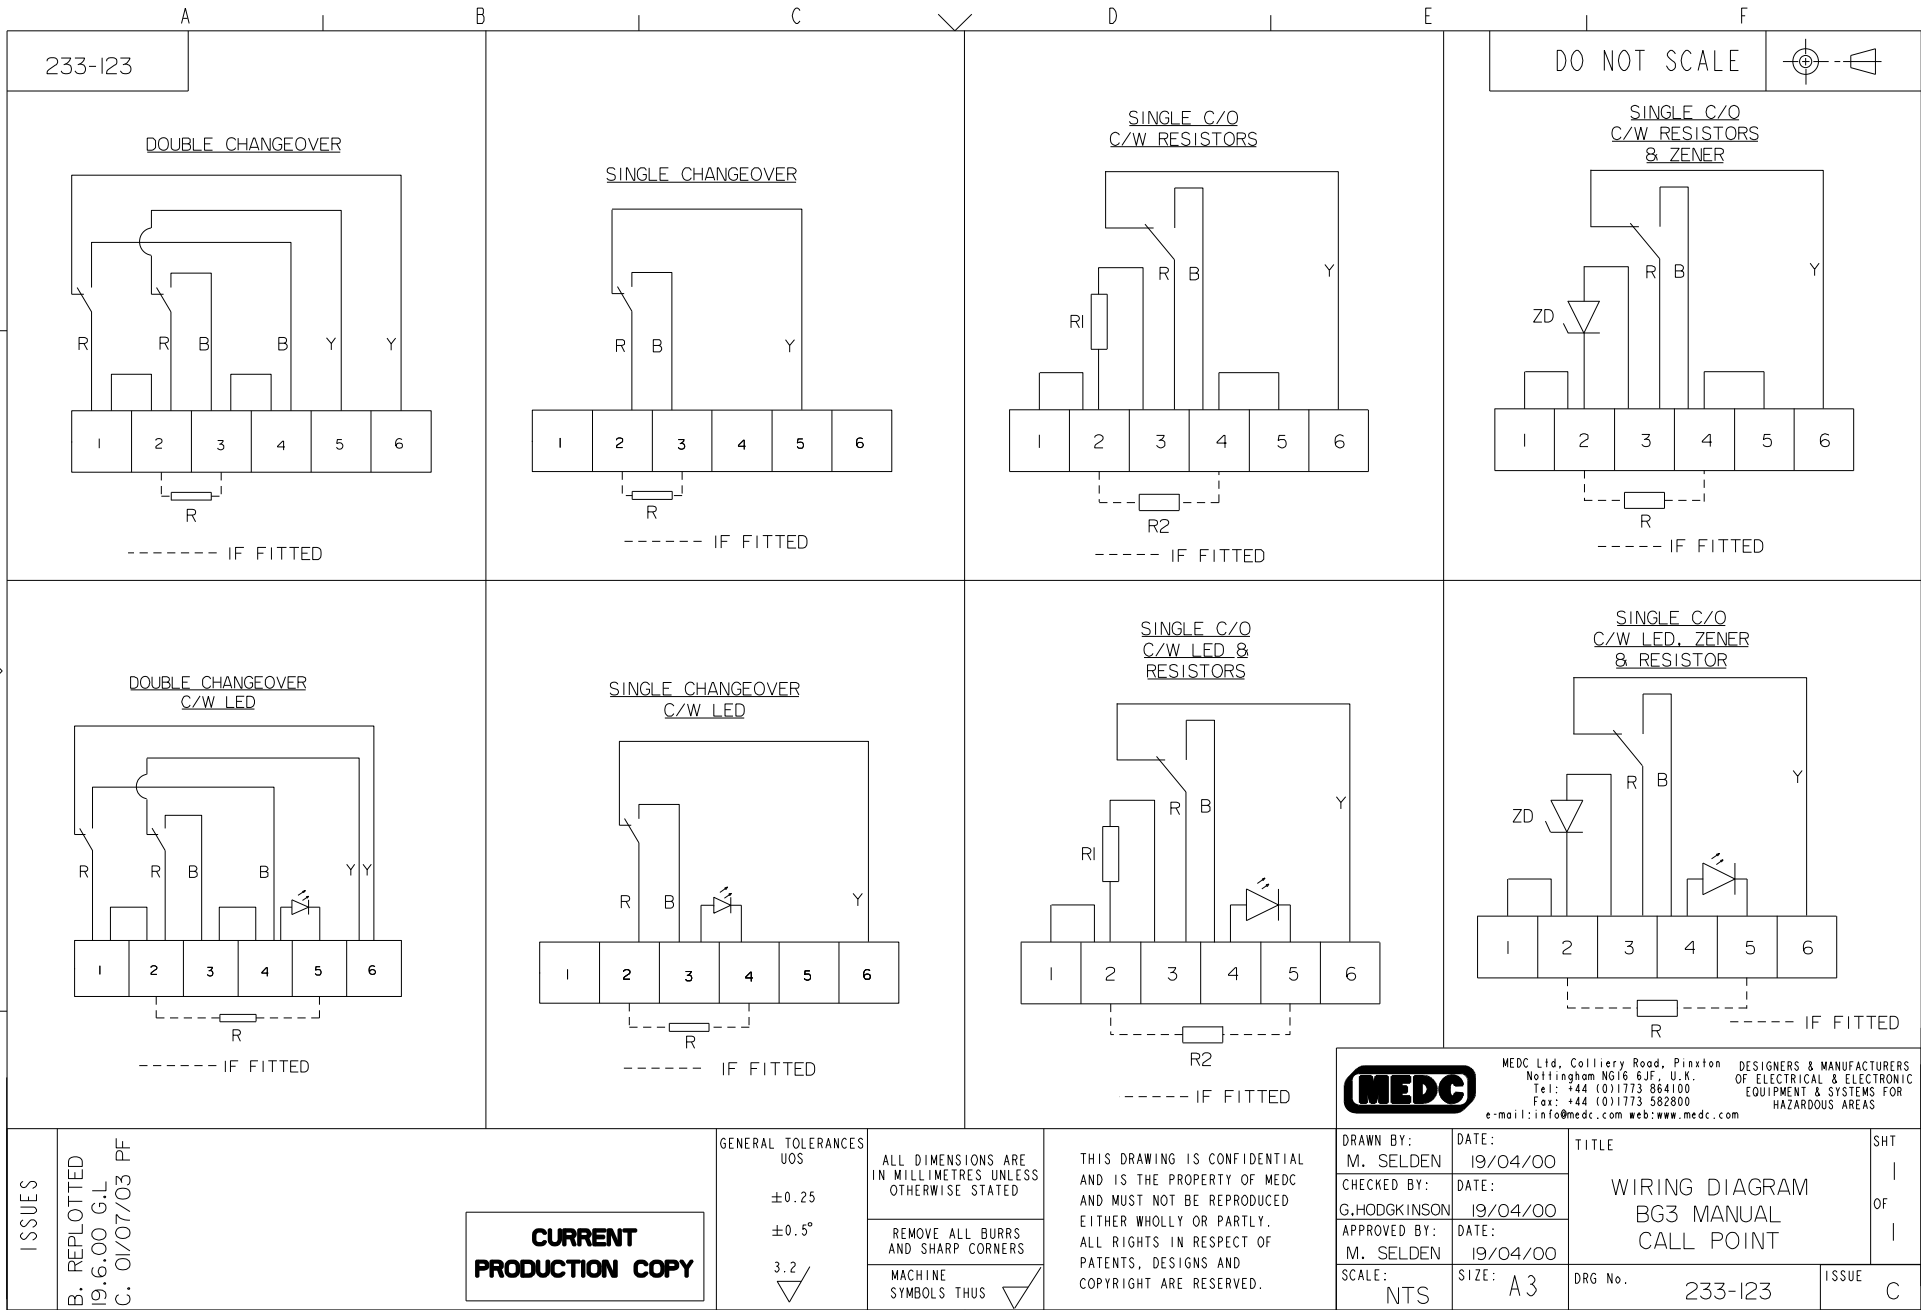 A B C D E F
233-123
DO NOT SCALE
DOUBLE CHANGEOVER
R R B B Y Y
1 2 3 4 5 6
R
IF FITTED
SINGLE CHANGEOVER
R B Y
1 2 3 4 5 6
R
IF FITTED
SINGLE C/O
C/W RESISTORS
R B Y
R1
1 2 3 4 5 6
R2
IF FITTED
SINGLE C/O
C/W RESISTORS
& ZENER
R B Y
ZD
1 2 3 4 5 6
R
IF FITTED
DOUBLE CHANGEOVER
C/W LED
R R B B Y Y
1 2 3 4 5 6
R
IF FITTED
SINGLE CHANGEOVER
C/W LED
R B Y
1 2 3 4 5 6
R
IF FITTED
SINGLE C/O
C/W LED &
RESISTORS
R B Y
R1
1 2 3 4 5 6
R2
IF FITTED
SINGLE C/O
C/W LED, ZENER
& RESISTOR
R B Y
ZD
1 2 3 4 5 6
R
IF FITTED
MEDC
MEDC Ltd, Colliery Road, Pinxton
Nottingham NG16 6JF, U.K.
Tel: +44 (0)1773 864100
Fax: +44 (0)1773 582800
e-mail:info@medc.com web:www.medc.com
DESIGNERS & MANUFACTURERS
OF ELECTRICAL & ELECTRONIC
EQUIPMENT & SYSTEMS FOR
HAZARDOUS AREAS
ISSUES
B. REPLOTTED
19.6.00 G.L
C. 01/07/03 PF
CURRENT
PRODUCTION COPY
GENERAL TOLERANCES
UOS
±0.25
±0.5°
3.2
ALL DIMENSIONS ARE
IN MILLIMETRES UNLESS
OTHERWISE STATED
REMOVE ALL BURRS
AND SHARP CORNERS
MACHINE
SYMBOLS THUS
THIS DRAWING IS CONFIDENTIAL
AND IS THE PROPERTY OF MEDC
AND MUST NOT BE REPRODUCED
EITHER WHOLLY OR PARTLY.
ALL RIGHTS IN RESPECT OF
PATENTS, DESIGNS AND
COPYRIGHT ARE RESERVED.
DRAWN BY:
M. SELDEN
DATE:
19/04/00
CHECKED BY:
G.HODGKINSON
DATE:
19/04/00
APPROVED BY:
M. SELDEN
DATE:
19/04/00
SCALE:
NTS
SIZE: A3
TITLE
WIRING DIAGRAM
BG3 MANUAL
CALL POINT
SHT
1
OF
1
DRG No. 233-123
ISSUE
C